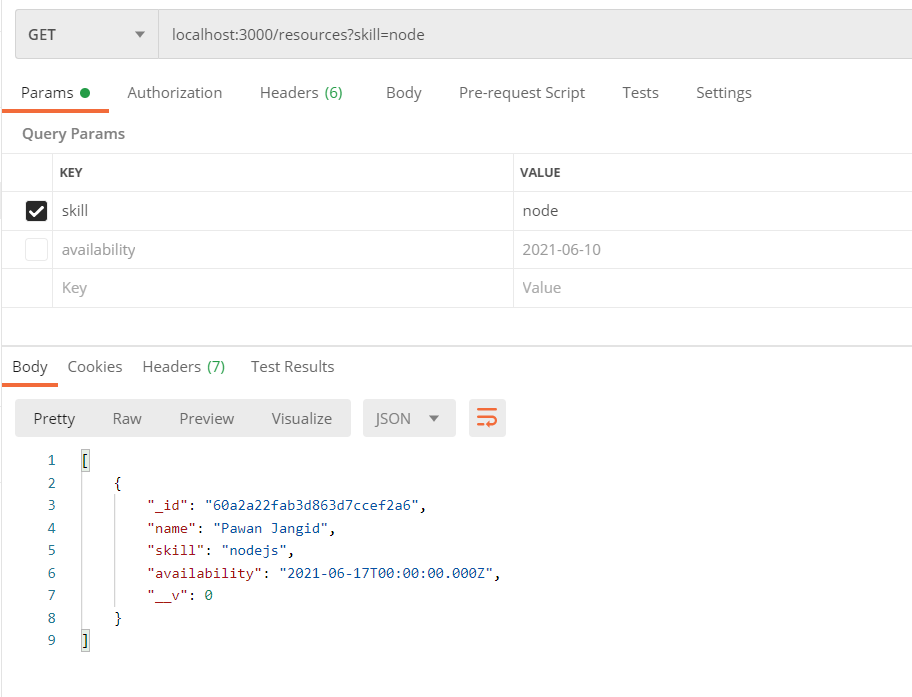 GET localhost:3000/resources?skill=node
Params Authorization Headers (6) Body Pre-request Script Tests Settings
Query Params
KEY VALUE
skill node
availability 2021-06-10
Key Value
Body Cookies Headers (7) Test Results
Pretty Raw Preview Visualize JSON
1 [
2 {
3 "_id": "60a2a22fab3d863d7ccef2a6",
4 "name": "Pawan Jangid",
5 "skill": "nodejs",
6 "availability": "2021-06-17T00:00:00.000Z",
7 "__v": 0
8 }
9 ]